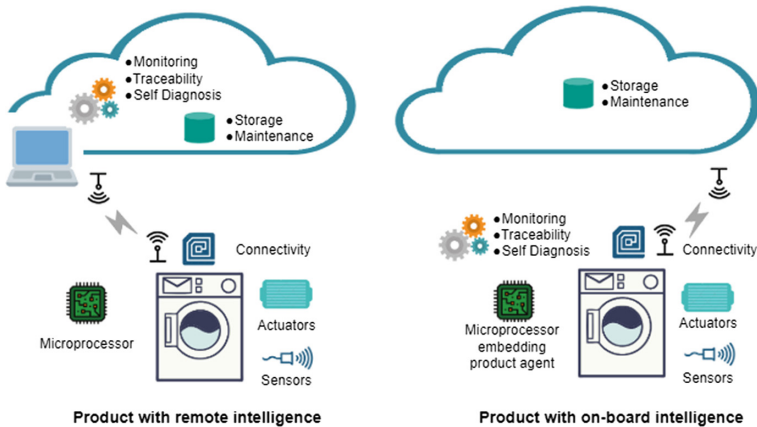 ●Monitoring
●Traceability
●Self Diagnosis
●Storage
●Maintenance
Connectivity
Microprocessor
Actuators
Sensors
Product with remote intelligence
●Storage
●Maintenance
●Monitoring
●Traceability
●Self Diagnosis
Connectivity
Microprocessor
embedding
product agent
Actuators
Sensors
Product with on-board intelligence